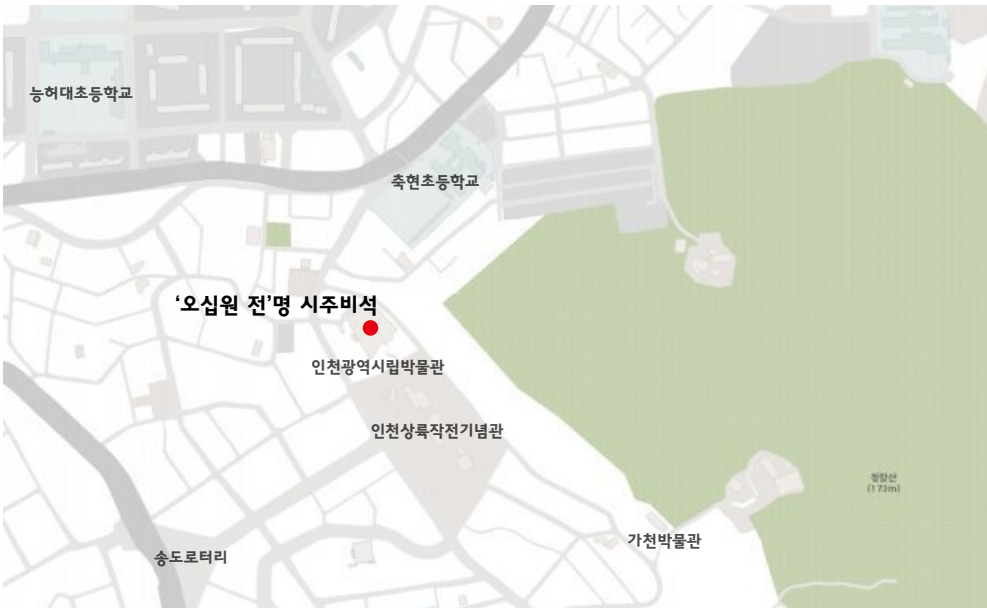 능허대초등학교
축현초등학교
‘오십원 전’명 시주비석
인천광역시립박물관
인천상륙작전기념관
청량산
(173m)
가천박물관
송도로터리